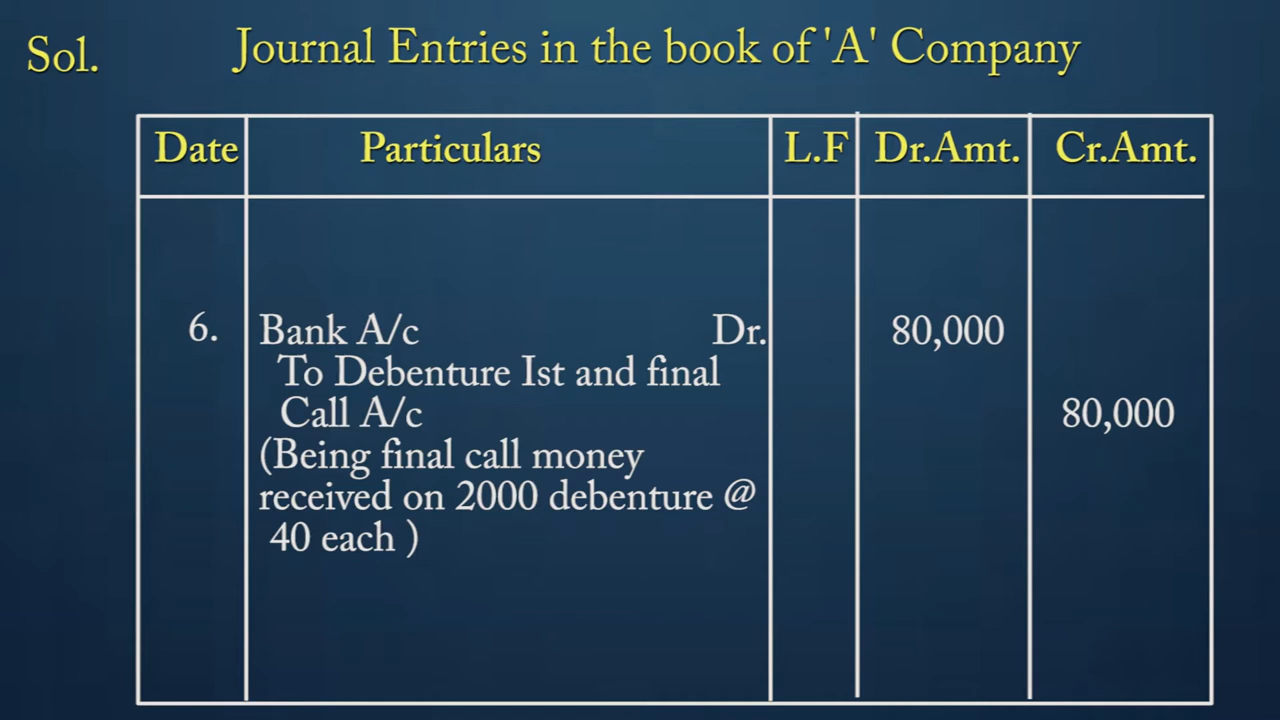 Sol.
Journal Entries in the book of 'A' Company
Date Particulars L.F Dr.Amt. Cr.Amt.
6. Bank A/c Dr. 80,000
To Debenture Ist and final
Call A/c 80,000
(Being final call money
received on 2000 debenture @
40 each )